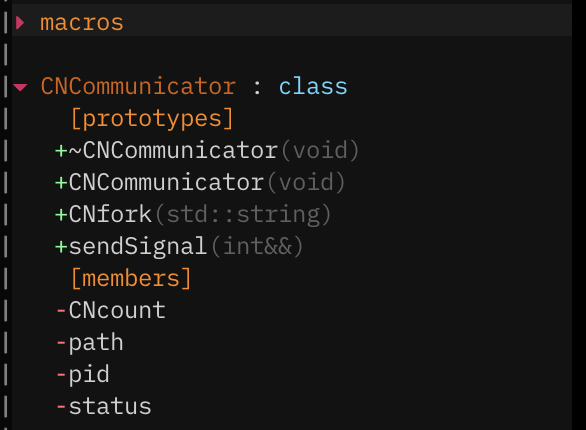 macros
CNCommunicator : class
[prototypes]
+~CNCommunicator(void)
+CNCommunicator(void)
+CNfork(std::string)
+sendSignal(int&&)
[members]
-CNcount
-path
-pid
-status